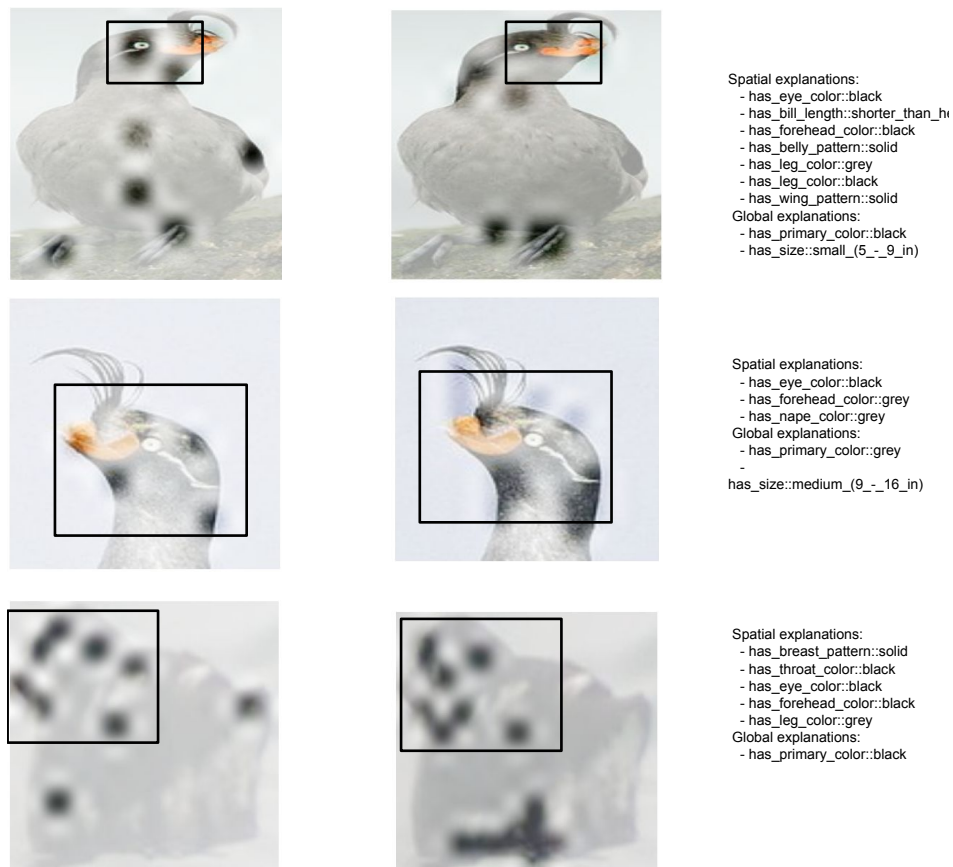 Spatial explanations:
- has_eye_color::black
- has_bill_length::shorter_than_he
- has_forehead_color::black
- has_belly_pattern::solid
- has_leg_color::grey
- has_leg_color::black
- has_wing_pattern::solid
Global explanations:
- has_primary_color::black
- has_size::small_(5_-_9_in)
Spatial explanations:
- has_eye_color::black
- has_forehead_color::grey
- has_nape_color::grey
Global explanations:
- has_primary_color::grey
-
has_size::medium_(9_-_16_in)
Spatial explanations:
- has_breast_pattern::solid
- has_throat_color::black
- has_eye_color::black
- has_forehead_color::black
- has_leg_color::grey
Global explanations:
- has_primary_color::black